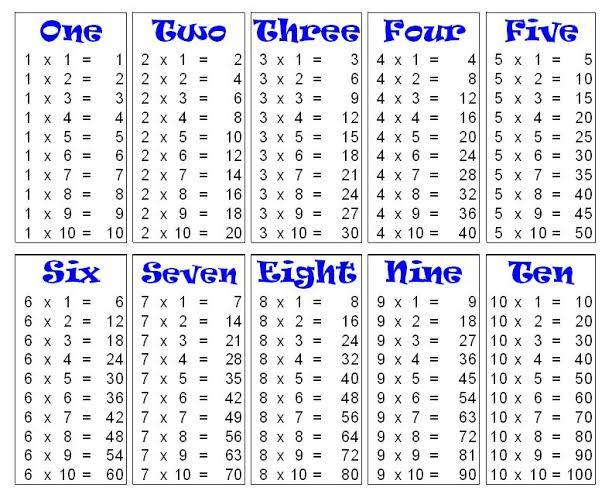 One
1 x 1 = 1
1 x 2 = 2
1 x 3 = 3
1 x 4 = 4
1 x 5 = 5
1 x 6 = 6
1 x 7 = 7
1 x 8 = 8
1 x 9 = 9
1 x 10 = 10
Two
2 x 1 = 2
2 x 2 = 4
2 x 3 = 6
2 x 4 = 8
2 x 5 = 10
2 x 6 = 12
2 x 7 = 14
2 x 8 = 16
2 x 9 = 18
2 x 10 = 20
Three
3 x 1 = 3
3 x 2 = 6
3 x 3 = 9
3 x 4 = 12
3 x 5 = 15
3 x 6 = 18
3 x 7 = 21
3 x 8 = 24
3 x 9 = 27
3 x 10 = 30
Four
4 x 1 = 4
4 x 2 = 8
4 x 3 = 12
4 x 4 = 16
4 x 5 = 20
4 x 6 = 24
4 x 7 = 28
4 x 8 = 32
4 x 9 = 36
4 x 10 = 40
Five
5 x 1 = 5
5 x 2 = 10
5 x 3 = 15
5 x 4 = 20
5 x 5 = 25
5 x 6 = 30
5 x 7 = 35
5 x 8 = 40
5 x 9 = 45
5 x 10 = 50
Six
6 x 1 = 6
6 x 2 = 12
6 x 3 = 18
6 x 4 = 24
6 x 5 = 30
6 x 6 = 36
6 x 7 = 42
6 x 8 = 48
6 x 9 = 54
6 x 10 = 60
Seven
7 x 1 = 7
7 x 2 = 14
7 x 3 = 21
7 x 4 = 28
7 x 5 = 35
7 x 6 = 42
7 x 7 = 49
7 x 8 = 56
7 x 9 = 63
7 x 10 = 70
Eight
8 x 1 = 8
8 x 2 = 16
8 x 3 = 24
8 x 4 = 32
8 x 5 = 40
8 x 6 = 48
8 x 7 = 56
8 x 8 = 64
8 x 9 = 72
8 x 10 = 80
Nine
9 x 1 = 9
9 x 2 = 18
9 x 3 = 27
9 x 4 = 36
9 x 5 = 45
9 x 6 = 54
9 x 7 = 63
9 x 8 = 72
9 x 9 = 81
9 x 10 = 90
Ten
10 x 1 = 10
10 x 2 = 20
10 x 3 = 30
10 x 4 = 40
10 x 5 = 50
10 x 6 = 60
10 x 7 = 70
10 x 8 = 80
10 x 9 = 90
10 x 10 = 100